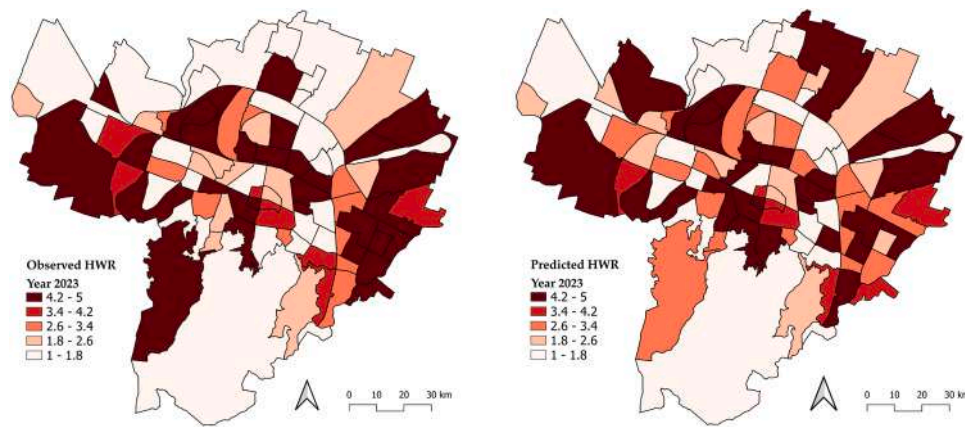 Observed HWR
Year 2023
4.2 - 5
3.4 - 4.2
2.6 - 3.4
1.8 - 2.6
1 - 1.8
0 10 20 30 km
Predicted HWR
Year 2023
4.2 - 5
3.4 - 4.2
2.6 - 3.4
1.8 - 2.6
1 - 1.8
0 10 20 30 km